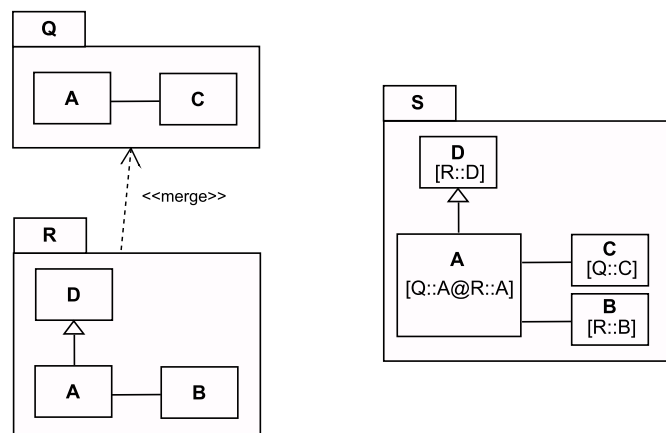 Q
A
C
<<merge>>
R
D
A
B
S
D
[R::D]
A
[Q::A@R::A]
C
[Q::C]
B
[R::B]